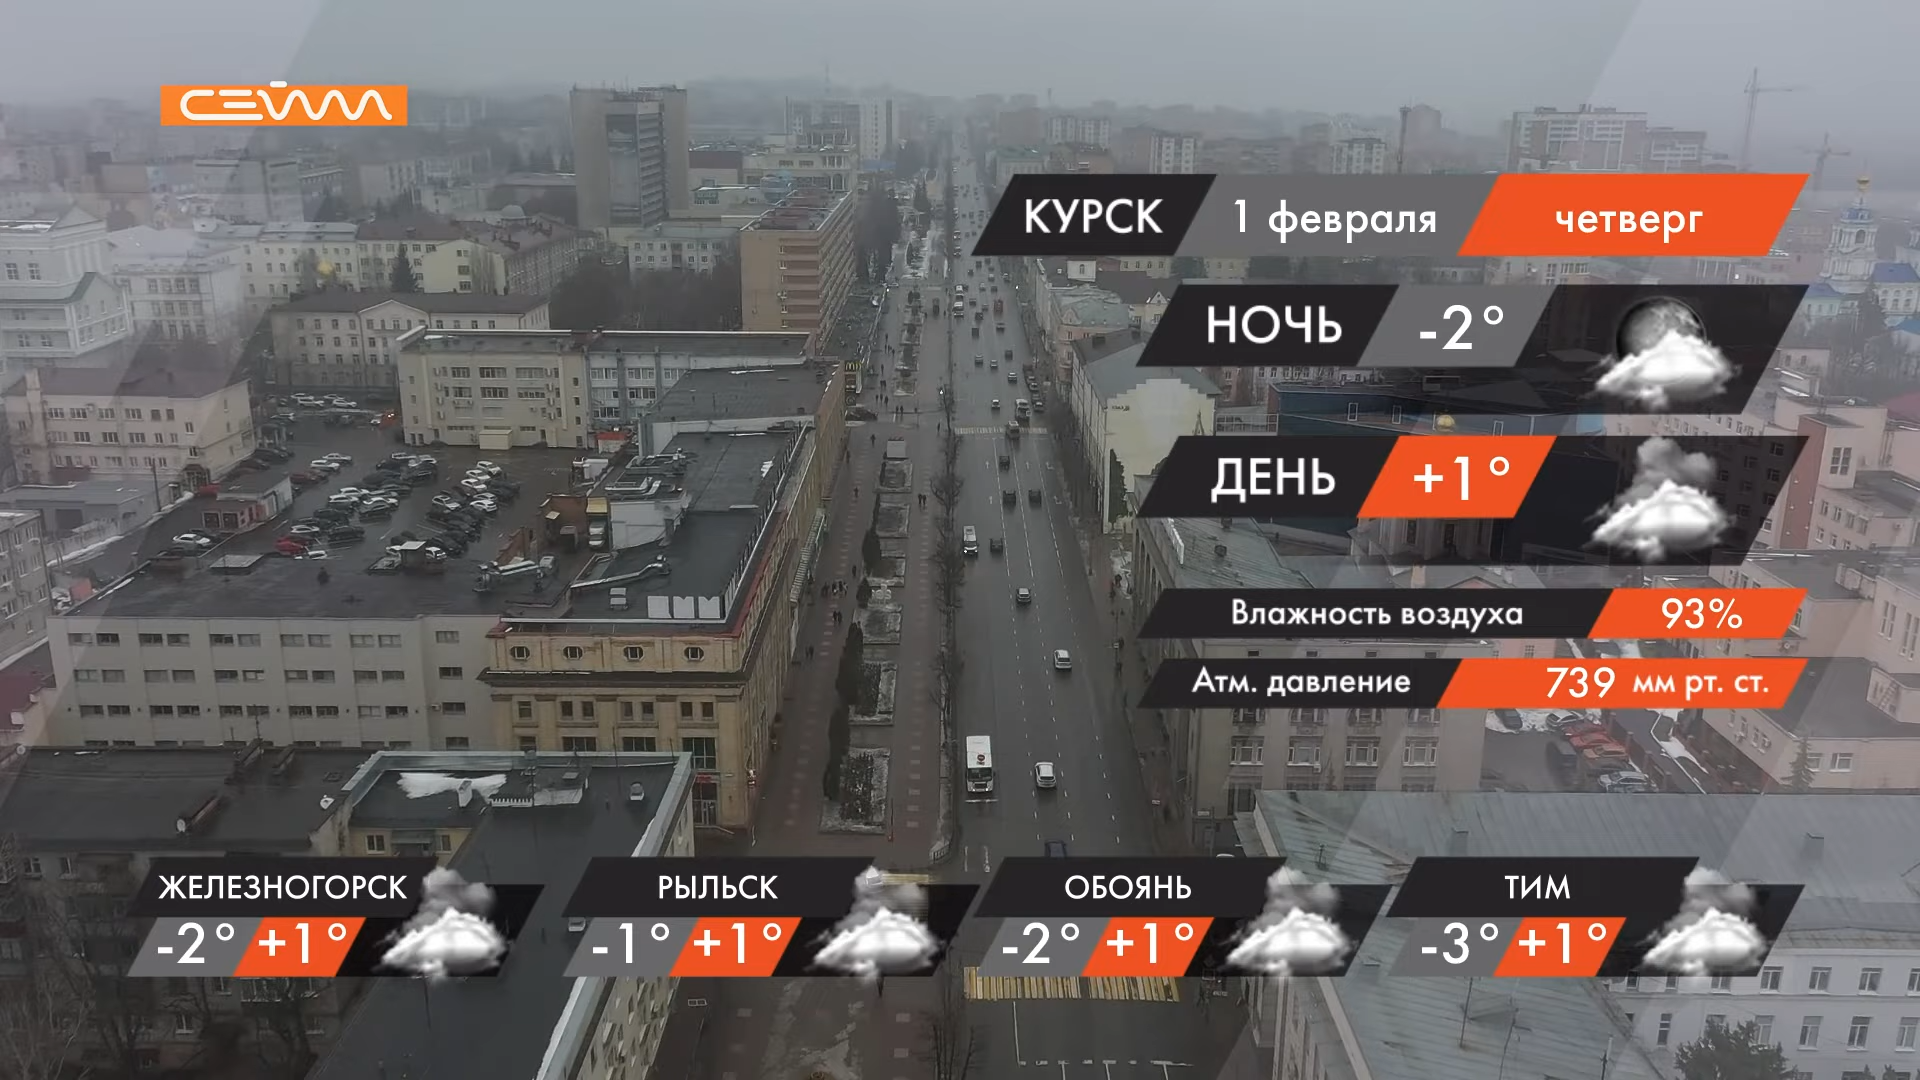 СЕЙМ
КУРСК 1 февраля четверг
НОЧЬ -2°
ДЕНЬ +1°
Влажность воздуха 93%
Атм. давление 739 мм рт. ст.
ЖЕЛЕЗНОГОРСК
-2° +1°
РЫЛЬСК
-1° +1°
ОБОЯНЬ
-2° +1°
ТИМ
-3° +1°